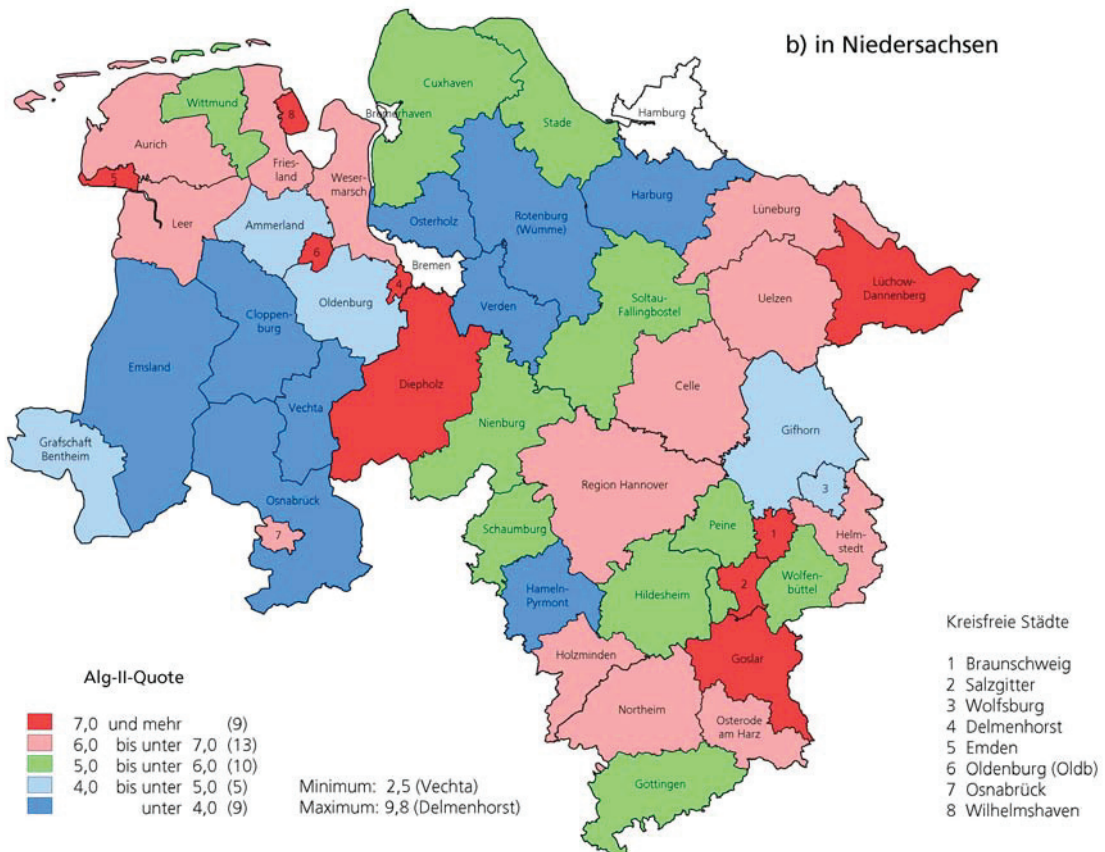 b) in Niedersachsen
Cuxhaven
Hamburg
Wittmund
8
Bremerhaven
Stade
Aurich
Fries-
land
Weser-
marsch
5
Harburg
Lüneburg
Leer
Ammerland
Osterholz
Rotenburg
(Wümme)
6
Bremen
Uelzen
Lüchow-
Dannenberg
4
Oldenburg
Verden
Soltau-
Fallingbostel
Cloppen-
burg
Emsland
Diepholz
Celle
Vechta
Nienburg
Gifhorn
Grafschaft
Bentheim
Region Hannover
3
Osnabrück
Schaumburg
Peine
Helm-
stedt
7
1
Hameln-
Pyrmont
Hildesheim
2
Wolfen-
büttel
Holzminden
Goslar
Northeim
Osterode
am Harz
Göttingen
Alg-II-Quote
7,0 und mehr (9)
6,0 bis unter 7,0 (13)
5,0 bis unter 6,0 (10)
4,0 bis unter 5,0 (5)
unter 4,0 (9)
Minimum: 2,5 (Vechta)
Maximum: 9,8 (Delmenhorst)
Kreisfreie Städte
1 Braunschweig
2 Salzgitter
3 Wolfsburg
4 Delmenhorst
5 Emden
6 Oldenburg (Oldb)
7 Osnabrück
8 Wilhelmshaven